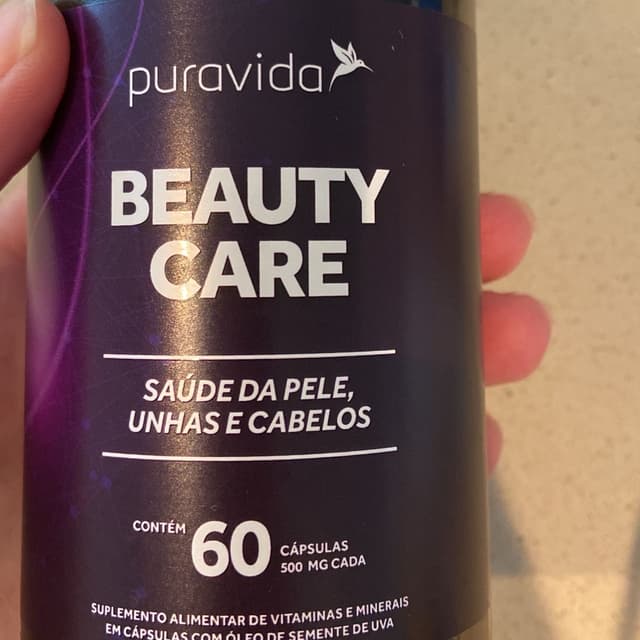 puravida
BEAUTY
CARE
SAÚDE DA PELE,
UNHAS E CABELOS
CONTÉM 60 CÁPSULAS
500 MG CADA
SUPLEMENTO ALIMENTAR DE VITAMINAS E MINERAIS
EM CÁPSULAS COM ÓLEO DE SEMENTE DE UVA